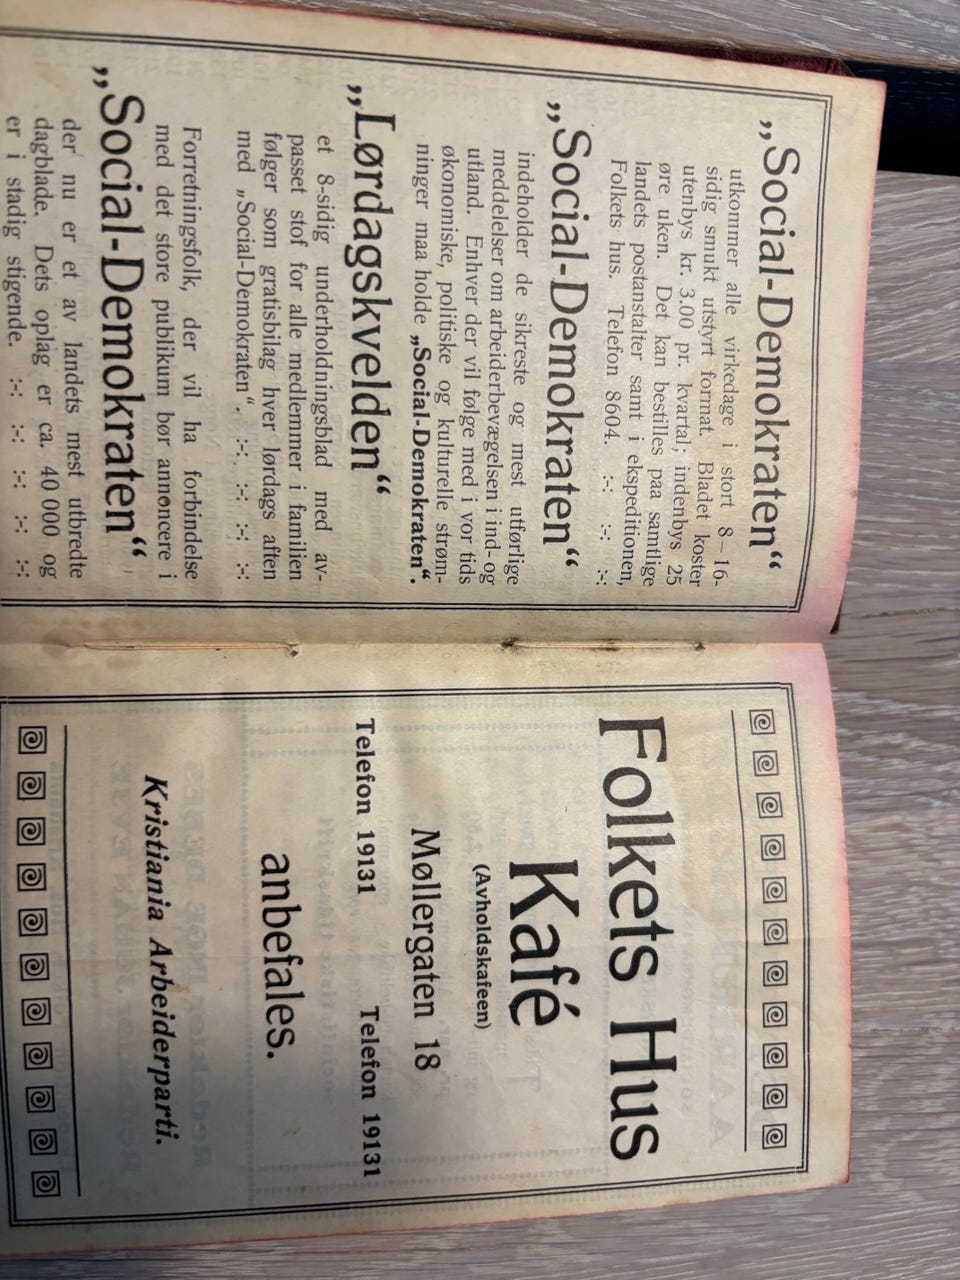 „Social-Demokraten“
utkommer alle virkedage i stort 8–16-
sidig smukt utstyrt format. Bladet koster
utenbys kr. 3.00 pr. kvartal; indenbys 25
øre uken. Det kan bestilles paa samtlige
landets postanstalter samt i ekspeditionen,
Folkets hus. Telefon 8604. :-: :-: :-:
„Social-Demokraten“
indeholder de sikreste og mest utførlige
meddelelser om arbeiderbevægelsen i ind- og
utland. Enhver der vil følge med i vor tids
økonomiske, politiske og kulturelle strøm-
ninger maa holde „Social-Demokraten“.
„Lørdagskvelden“
et 8-sidig underholdningsblad med av-
passet stof for alle medlemmer i familien
følger som gratisbilag hver lørdags aften
med „Social-Demokraten“. :-: :-: :-: :-:
Forretningsfolk, der vil ha forbindelse
med det store publikum bør annoncere i
„Social-Demokraten“
der nu er et av landets mest utbredte
dagblade. Dets oplag er ca. 40 000 og
er i stadig stigende. :-: :-: :-: :-: :-:
Folkets Hus
Kafé
(Avholdskafeen)
Møllergaten 18
Telefon 19131 Telefon 19131
anbefales.
Kristiania Arbeiderparti.